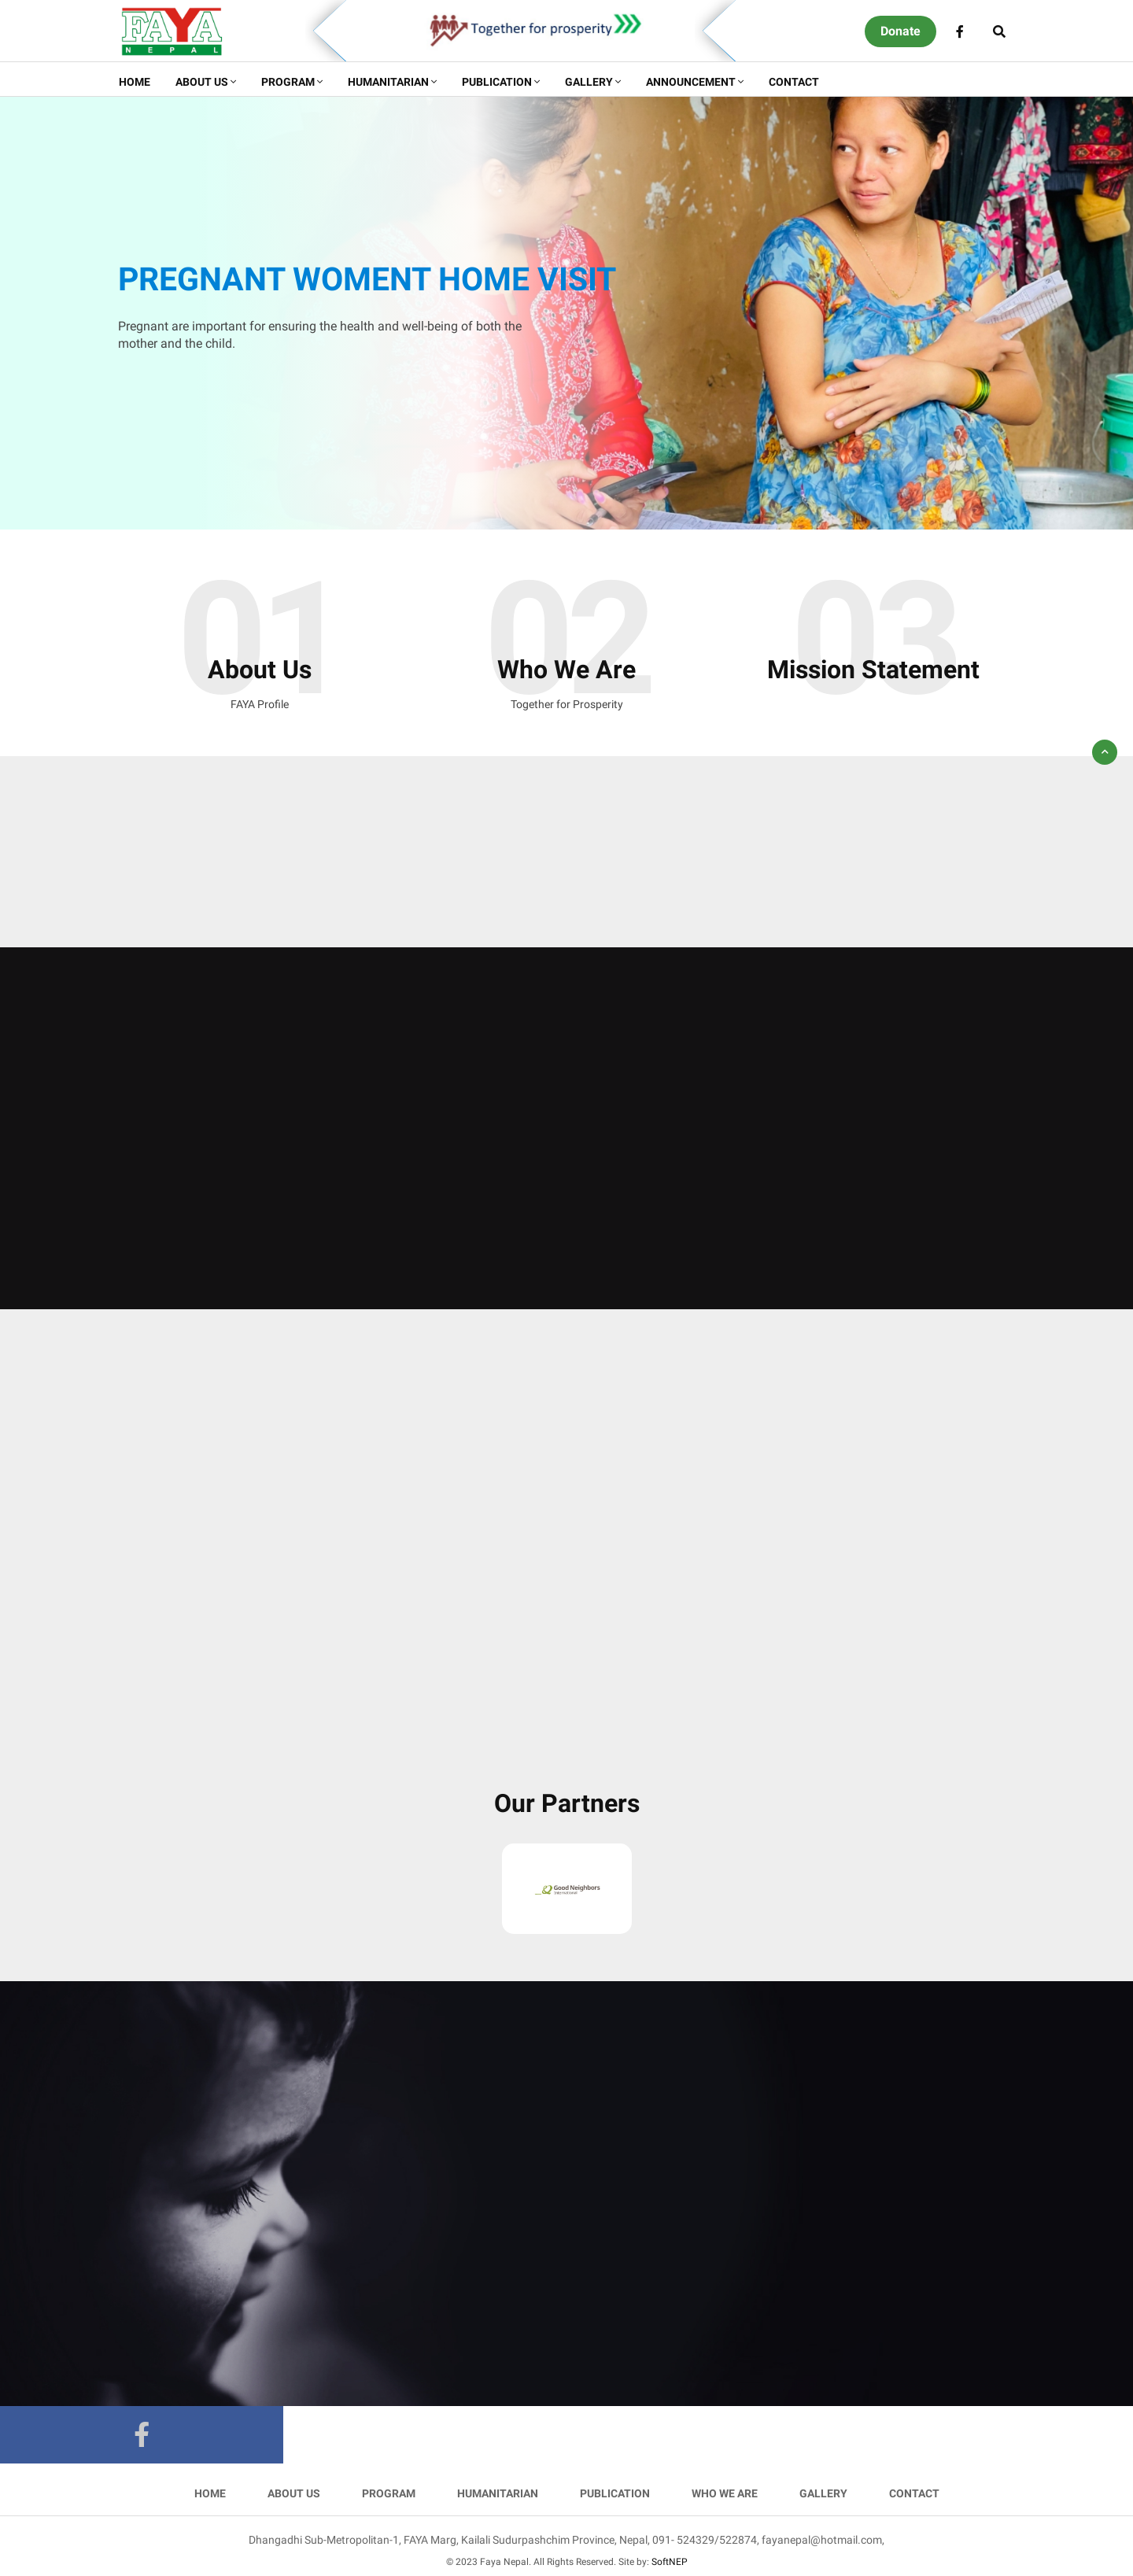 FAYA
NEPAL
Together for prosperity
Donate
HOME
ABOUT US
PROGRAM
HUMANITARIAN
PUBLICATION
GALLERY
ANNOUNCEMENT
CONTACT
PREGNANT WOMENT HOME VISIT
Pregnant are important for ensuring the health and well-being of both the
mother and the child.
01
About Us
FAYA Profile
02
Who We Are
Together for Prosperity
03
Mission Statement
Our Partners
Good Neighbors
International
HOME
ABOUT US
PROGRAM
HUMANITARIAN
PUBLICATION
WHO WE ARE
GALLERY
CONTACT
Dhangadhi Sub-Metropolitan-1, FAYA Marg, Kailali Sudurpashchim Province, Nepal, 091- 524329/522874, fayanepal@hotmail.com,
© 2023 Faya Nepal. All Rights Reserved. Site by: SoftNEP